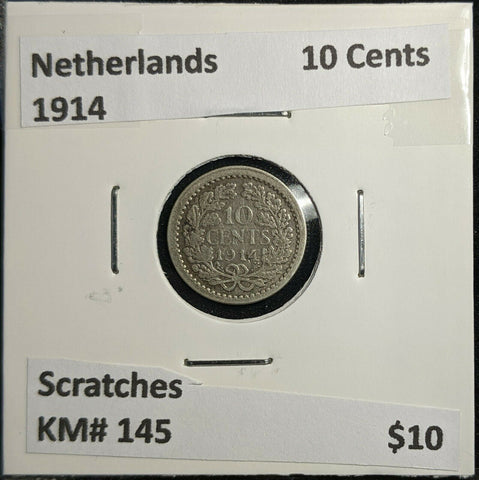 Netherlands 10 Cents
1914
10
CENTS
1914
Scratches
KM# 145 $10